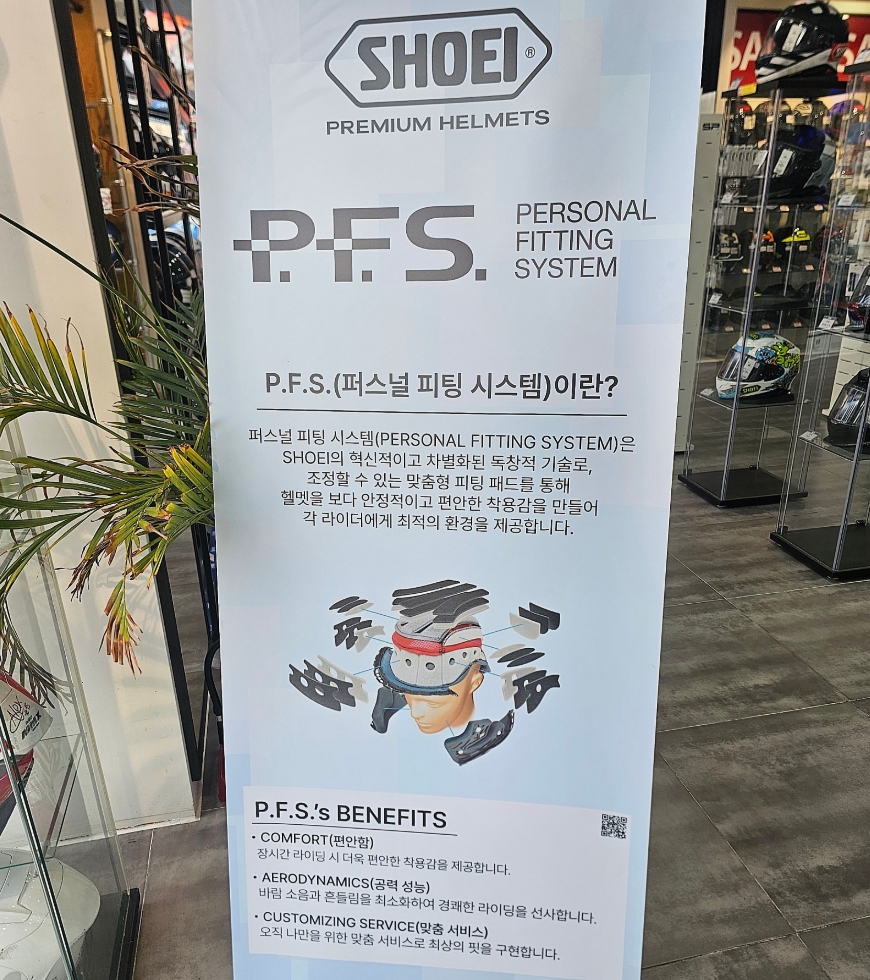 SHOEI®
PREMIUM HELMETS
P.F.S.
PERSONAL
FITTING
SYSTEM
P.F.S.(퍼스널 피팅 시스템)이란?
퍼스널 피팅 시스템(PERSONAL FITTING SYSTEM)은
SHOEI의 혁신적이고 차별화된 독창적 기술로,
조정할 수 있는 맞춤형 피팅 패드를 통해
헬멧을 보다 안정적이고 편안한 착용감을 만들어
각 라이더에게 최적의 환경을 제공합니다.
P.F.S.'s BENEFITS
• COMFORT(편안함)
장시간 라이딩 시 더욱 편안한 착용감을 제공합니다.
• AERODYNAMICS(공력 성능)
바람 소음과 흔들림을 최소화하여 경쾌한 라이딩을 선사합니다.
• CUSTOMIZING SERVICE(맞춤 서비스)
오직 나만을 위한 맞춤 서비스로 최상의 핏을 구현합니다.
SA
SA